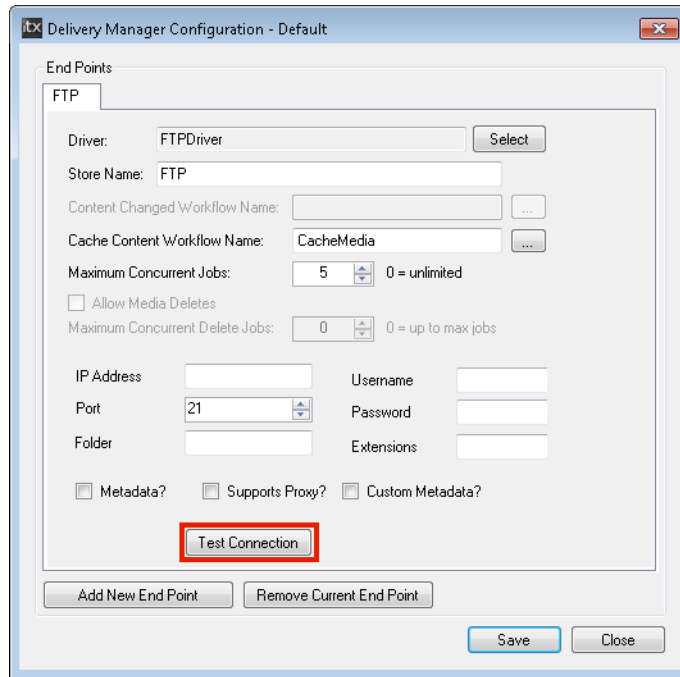 itx Delivery Manager Configuration - Default
End Points
FTP
Driver: FTPDriver Select
Store Name: FTP
Content Changed Workflow Name: ...
Cache Content Workflow Name: CacheMedia ...
Maximum Concurrent Jobs: 5 0 = unlimited
Allow Media Deletes
Maximum Concurrent Delete Jobs: 0 0 = up to max jobs
IP Address Username
Port 21 Password
Folder Extensions
Metadata? Supports Proxy? Custom Metadata?
Test Connection
Add New End Point Remove Current End Point
Save Close